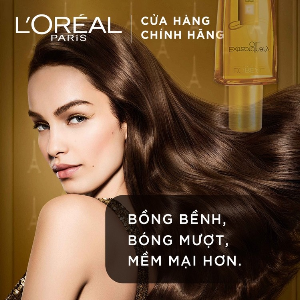 L'ORÉAL
PARIS
CỬA HÀNG
CHÍNH HÃNG
BỒNG BỀNH,
BÓNG MƯỢT,
MỀM MẠI HƠN.